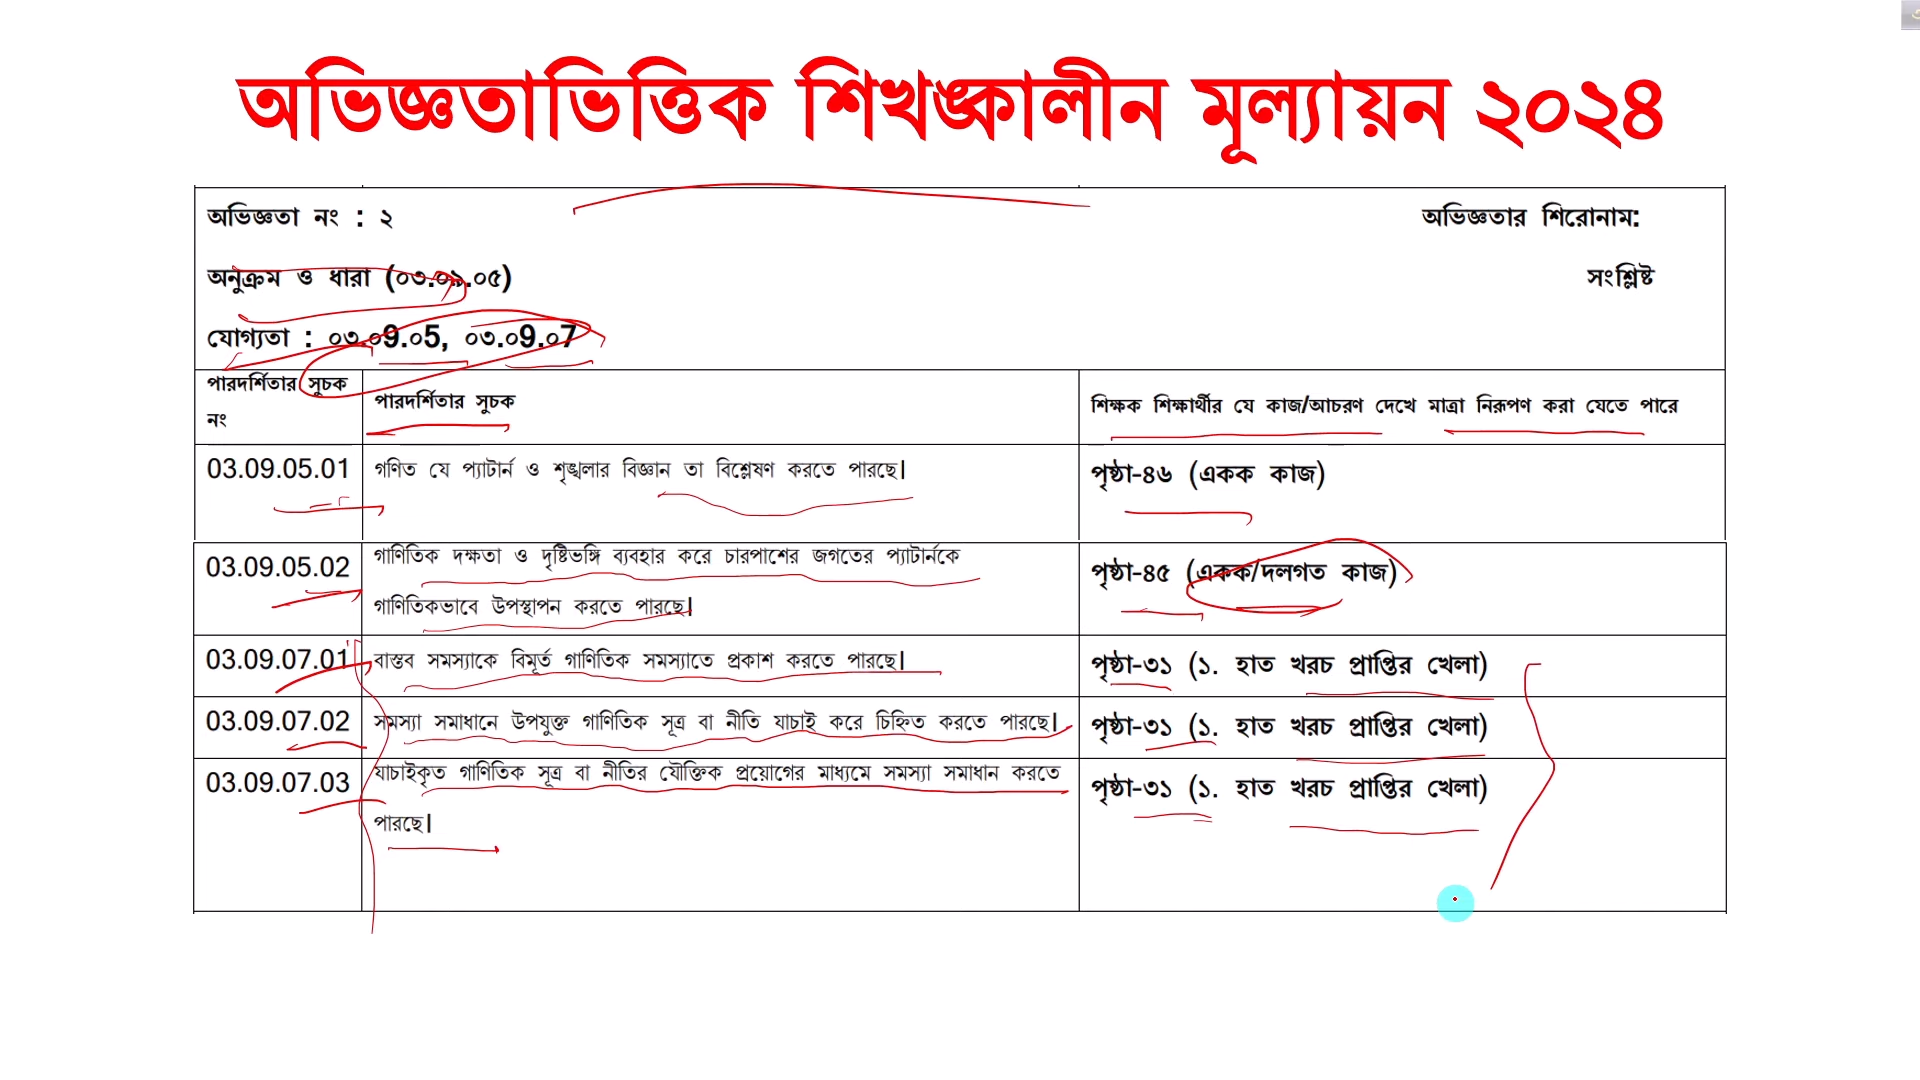 অভিজ্ঞতাভিত্তিক শিখঙ্কালীন মূল্যায়ন ২০২৪
অভিজ্ঞতা নং : ২ অভিজ্ঞতার শিরোনাম:
অনুক্রম ও ধারা (০৩.০৯.০৫) সংশ্লিষ্ট
যোগ্যতা : ০৩.০9.০5, ০৩.০9.০7
পারদর্শিতার সুচক নং
পারদর্শিতার সুচক
শিক্ষক শিক্ষার্থীর যে কাজ/আচরণ দেখে মাত্রা নিরূপণ করা যেতে পারে
03.09.05.01 গণিত যে প্যাটার্ন ও শৃঙ্খলার বিজ্ঞান তা বিশ্লেষণ করতে পারছে। পৃষ্ঠা-৪৬ (একক কাজ)
03.09.05.02 গাণিতিক দক্ষতা ও দৃষ্টিভঙ্গি ব্যবহার করে চারপাশের জগতের প্যাটার্নকে
গাণিতিকভাবে উপস্থাপন করতে পারছে।
পৃষ্ঠা-৪৫ (একক/দলগত কাজ)
03.09.07.01 বাস্তব সমস্যাকে বিমূর্ত গাণিতিক সমস্যাতে প্রকাশ করতে পারছে। পৃষ্ঠা-৩১ (১. হাত খরচ প্রাপ্তির খেলা)
03.09.07.02 সমস্যা সমাধানে উপযুক্ত গাণিতিক সূত্র বা নীতি যাচাই করে চিহ্নিত করতে পারছে। পৃষ্ঠা-৩১ (১. হাত খরচ প্রাপ্তির খেলা)
03.09.07.03 যাচাইকৃত গাণিতিক সূত্র বা নীতির যৌক্তিক প্রয়োগের মাধ্যমে সমস্যা সমাধান করতে
পারছে।
পৃষ্ঠা-৩১ (১. হাত খরচ প্রাপ্তির খেলা)